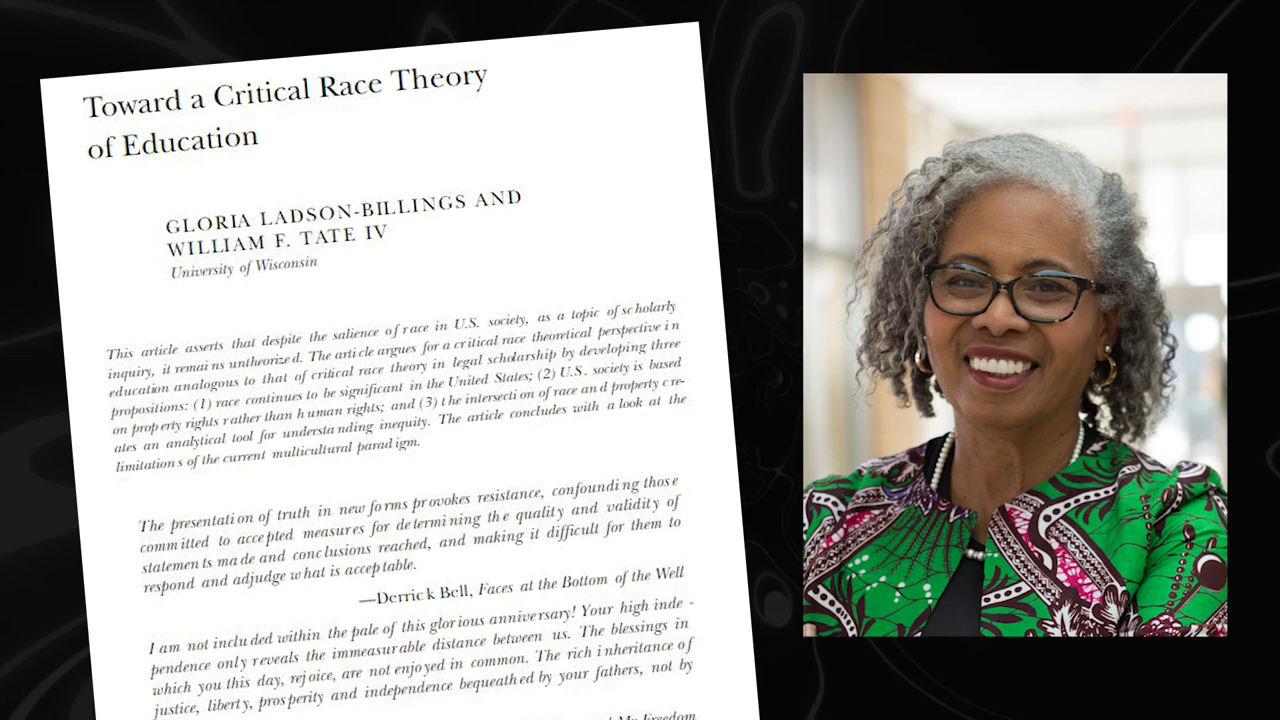 Toward a Critical Race Theory
of Education
GLORIA LADSON-BILLINGS AND
WILLIAM F. TATE IV
University of Wisconsin
This article asserts that despite the salience of race in U.S. society, as a topic of scholarly
inquiry, it remains untheorized. The article argues for a critical race theoretical perspective in
education analogous to that of critical race theory in legal scholarship by developing three
propositions: (1) race continues to be significant in the United States; (2) U.S. society is based
on property rights rather than human rights; and (3) the intersection of race and property cre-
ates an analytical tool for understanding inequity. The article concludes with a look at the
limitations of the current multicultural paradigm.
The presentation of truth in new forms provokes resistance, confounding those
committed to accepted measures for determining the quality and validity of
statements made and conclusions reached, and making it difficult for them to
respond and adjudge what is acceptable.
—Derrick Bell, Faces at the Bottom of the Well
I am not included within the pale of this glorious anniversary! Your high inde-
pendence only reveals the immeasurable distance between us. The blessings in
which you this day, rejoice, are not enjoyed in common. The rich inheritance of
justice, liberty, prosperity and independence bequeathed by your fathers, not by
My Freedom